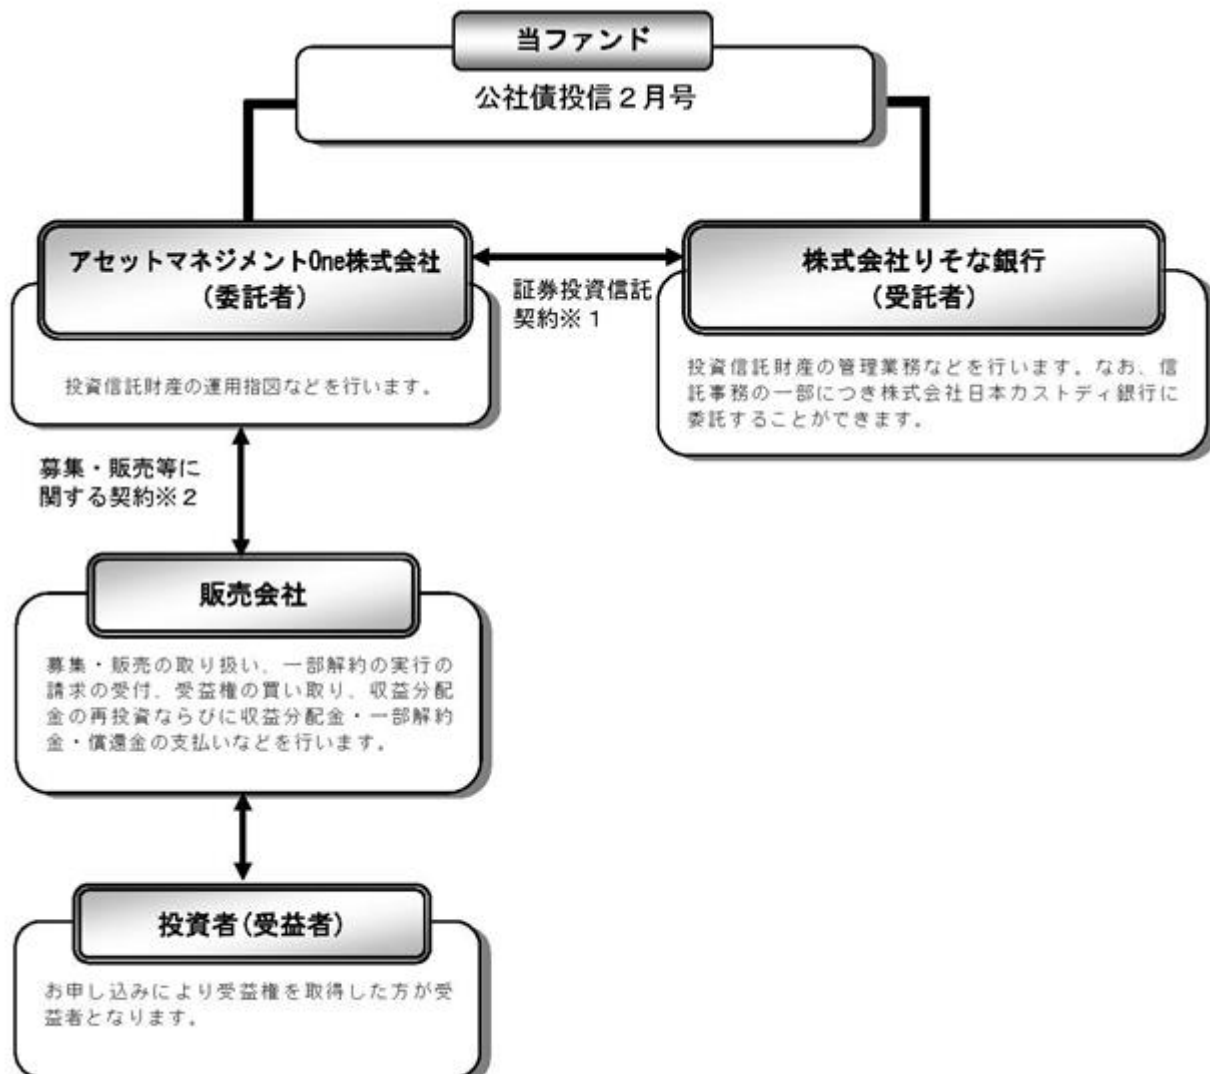 当ファンド
公社債投信２月号
アセットマネジメントOne株式会社
（委託者）
投資信託財産の運用指図などを行います。
証券投資信託
契約※１
株式会社りそな銀行
（受託者）
投資信託財産の管理業務などを行います。なお、信
託事務の一部につき株式会社日本カストディ銀行に
委託することができます。
募集・販売等に
関する契約※２
販売会社
募集・販売の取り扱い、一部解約の実行の
請求の受付、受益権の買い取り、収益分配
金の再投資ならびに収益分配金・一部解約
金・償還金の支払いなどを行います。
投資者（受益者）
お申し込みにより受益権を取得した方が受
益者となります。